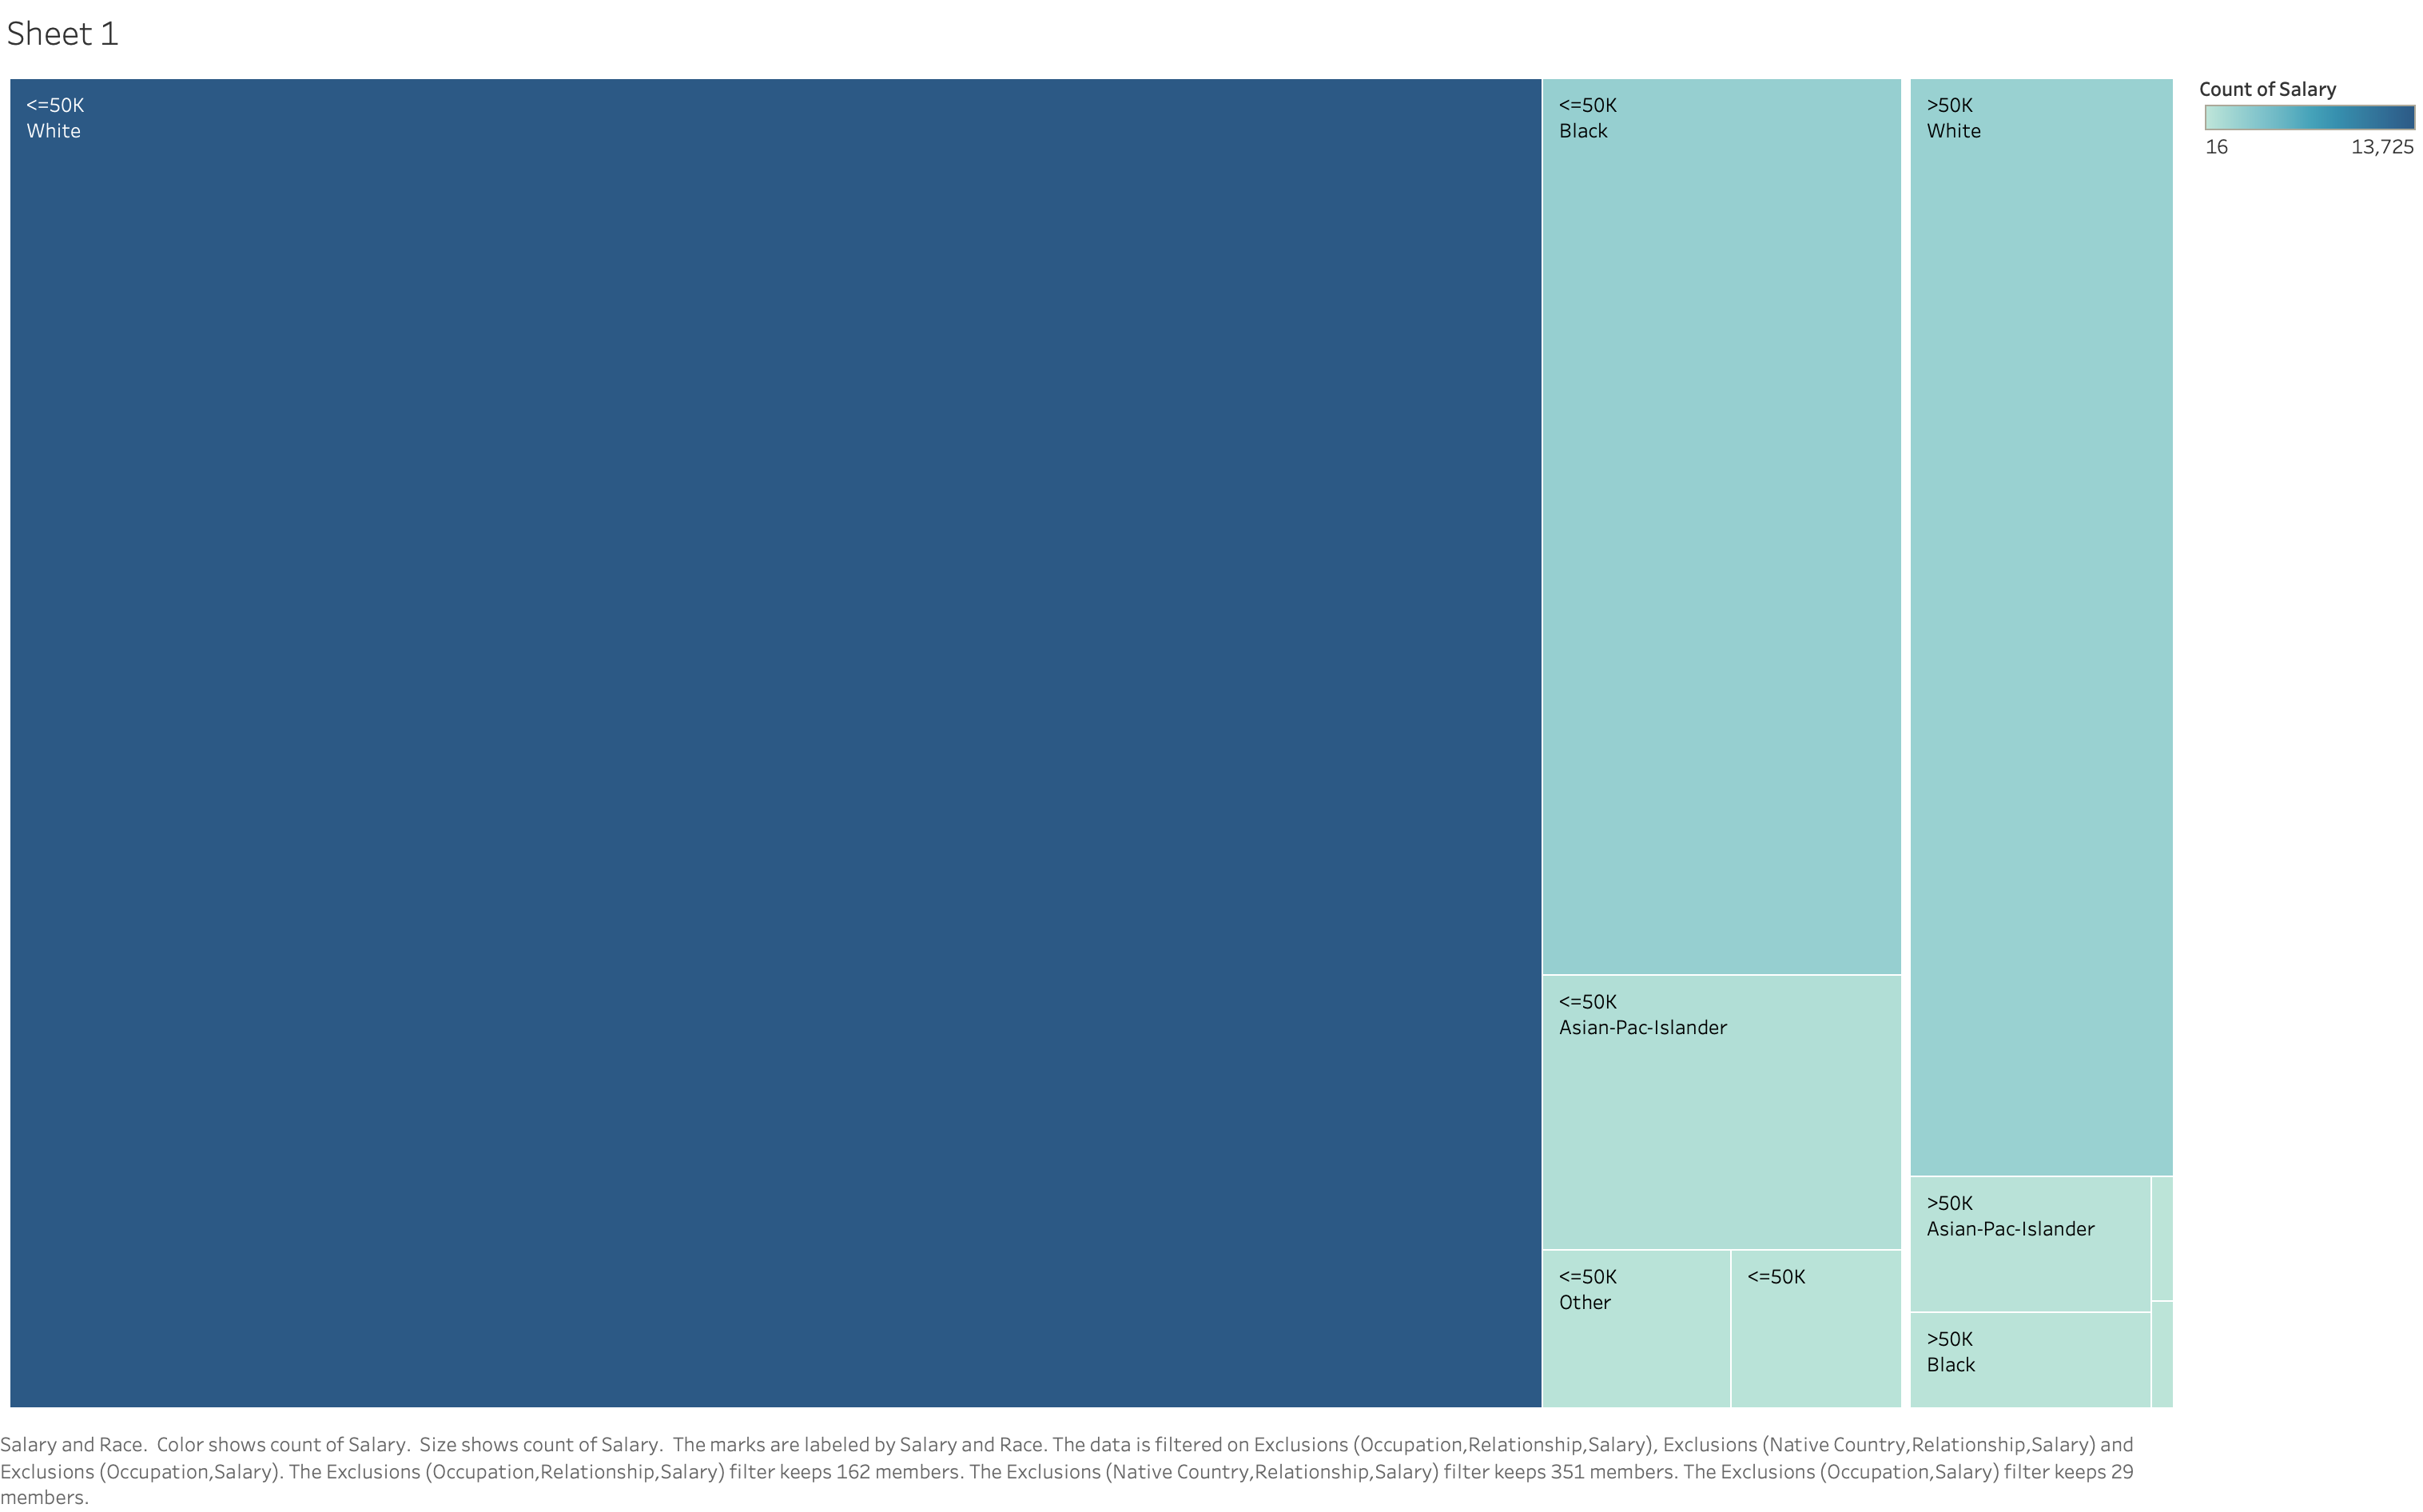 Sheet 1
<=50K
White
<=50K
Black
>50K
White
Count of Salary
16
13,725
<=50K
Asian-Pac-Islander
>50K
Asian-Pac-Islander
<=50K
Other
<=50K
>50K
Black
Salary and Race.  Color shows count of Salary.  Size shows count of Salary.  The marks are labeled by Salary and Race. The data is filtered on Exclusions (Occupation,Relationship,Salary), Exclusions (Native Country,Relationship,Salary) and
Exclusions (Occupation,Salary). The Exclusions (Occupation,Relationship,Salary) filter keeps 162 members. The Exclusions (Native Country,Relationship,Salary) filter keeps 351 members. The Exclusions (Occupation,Salary) filter keeps 29
members.